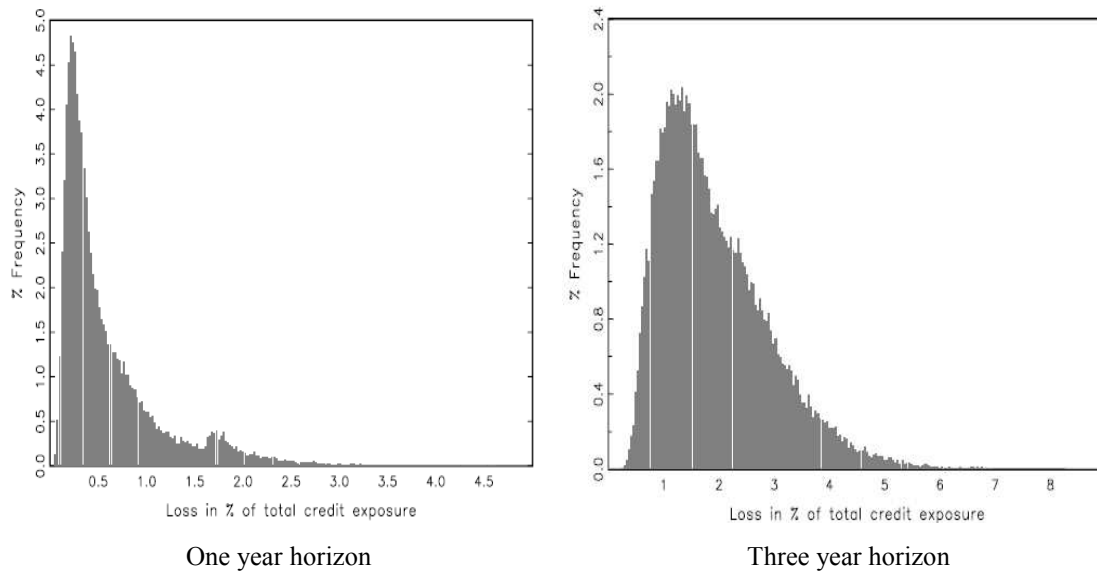 5.0
4.5
4.0
3.5
3.0
2.5
2.0
1.5
1.0
0.5
0.0
% Frequency
0.5 1.0 1.5 2.0 2.5 3.0 3.5 4.0 4.5
Loss in % of total credit exposure
One year horizon
2.4
2.0
1.6
1.2
0.8
0.4
0.0
% Frequency
1 2 3 4 5 6 7 8
Loss in % of total credit exposure
Three year horizon